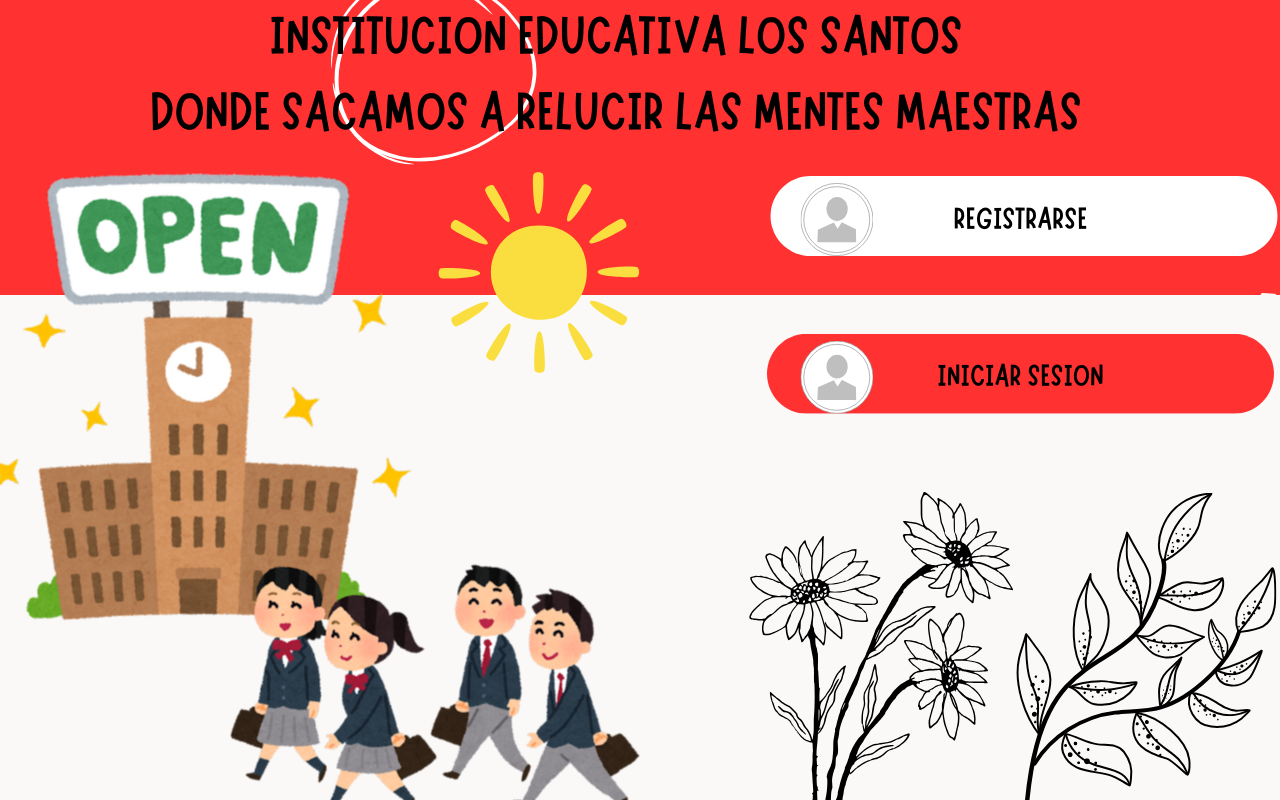 INSTITUCION EDUCATIVA LOS SANTOS
DONDE SACAMOS A RELUCIR LAS MENTES MAESTRAS
OPEN
REGISTRARSE
INICIAR SESION